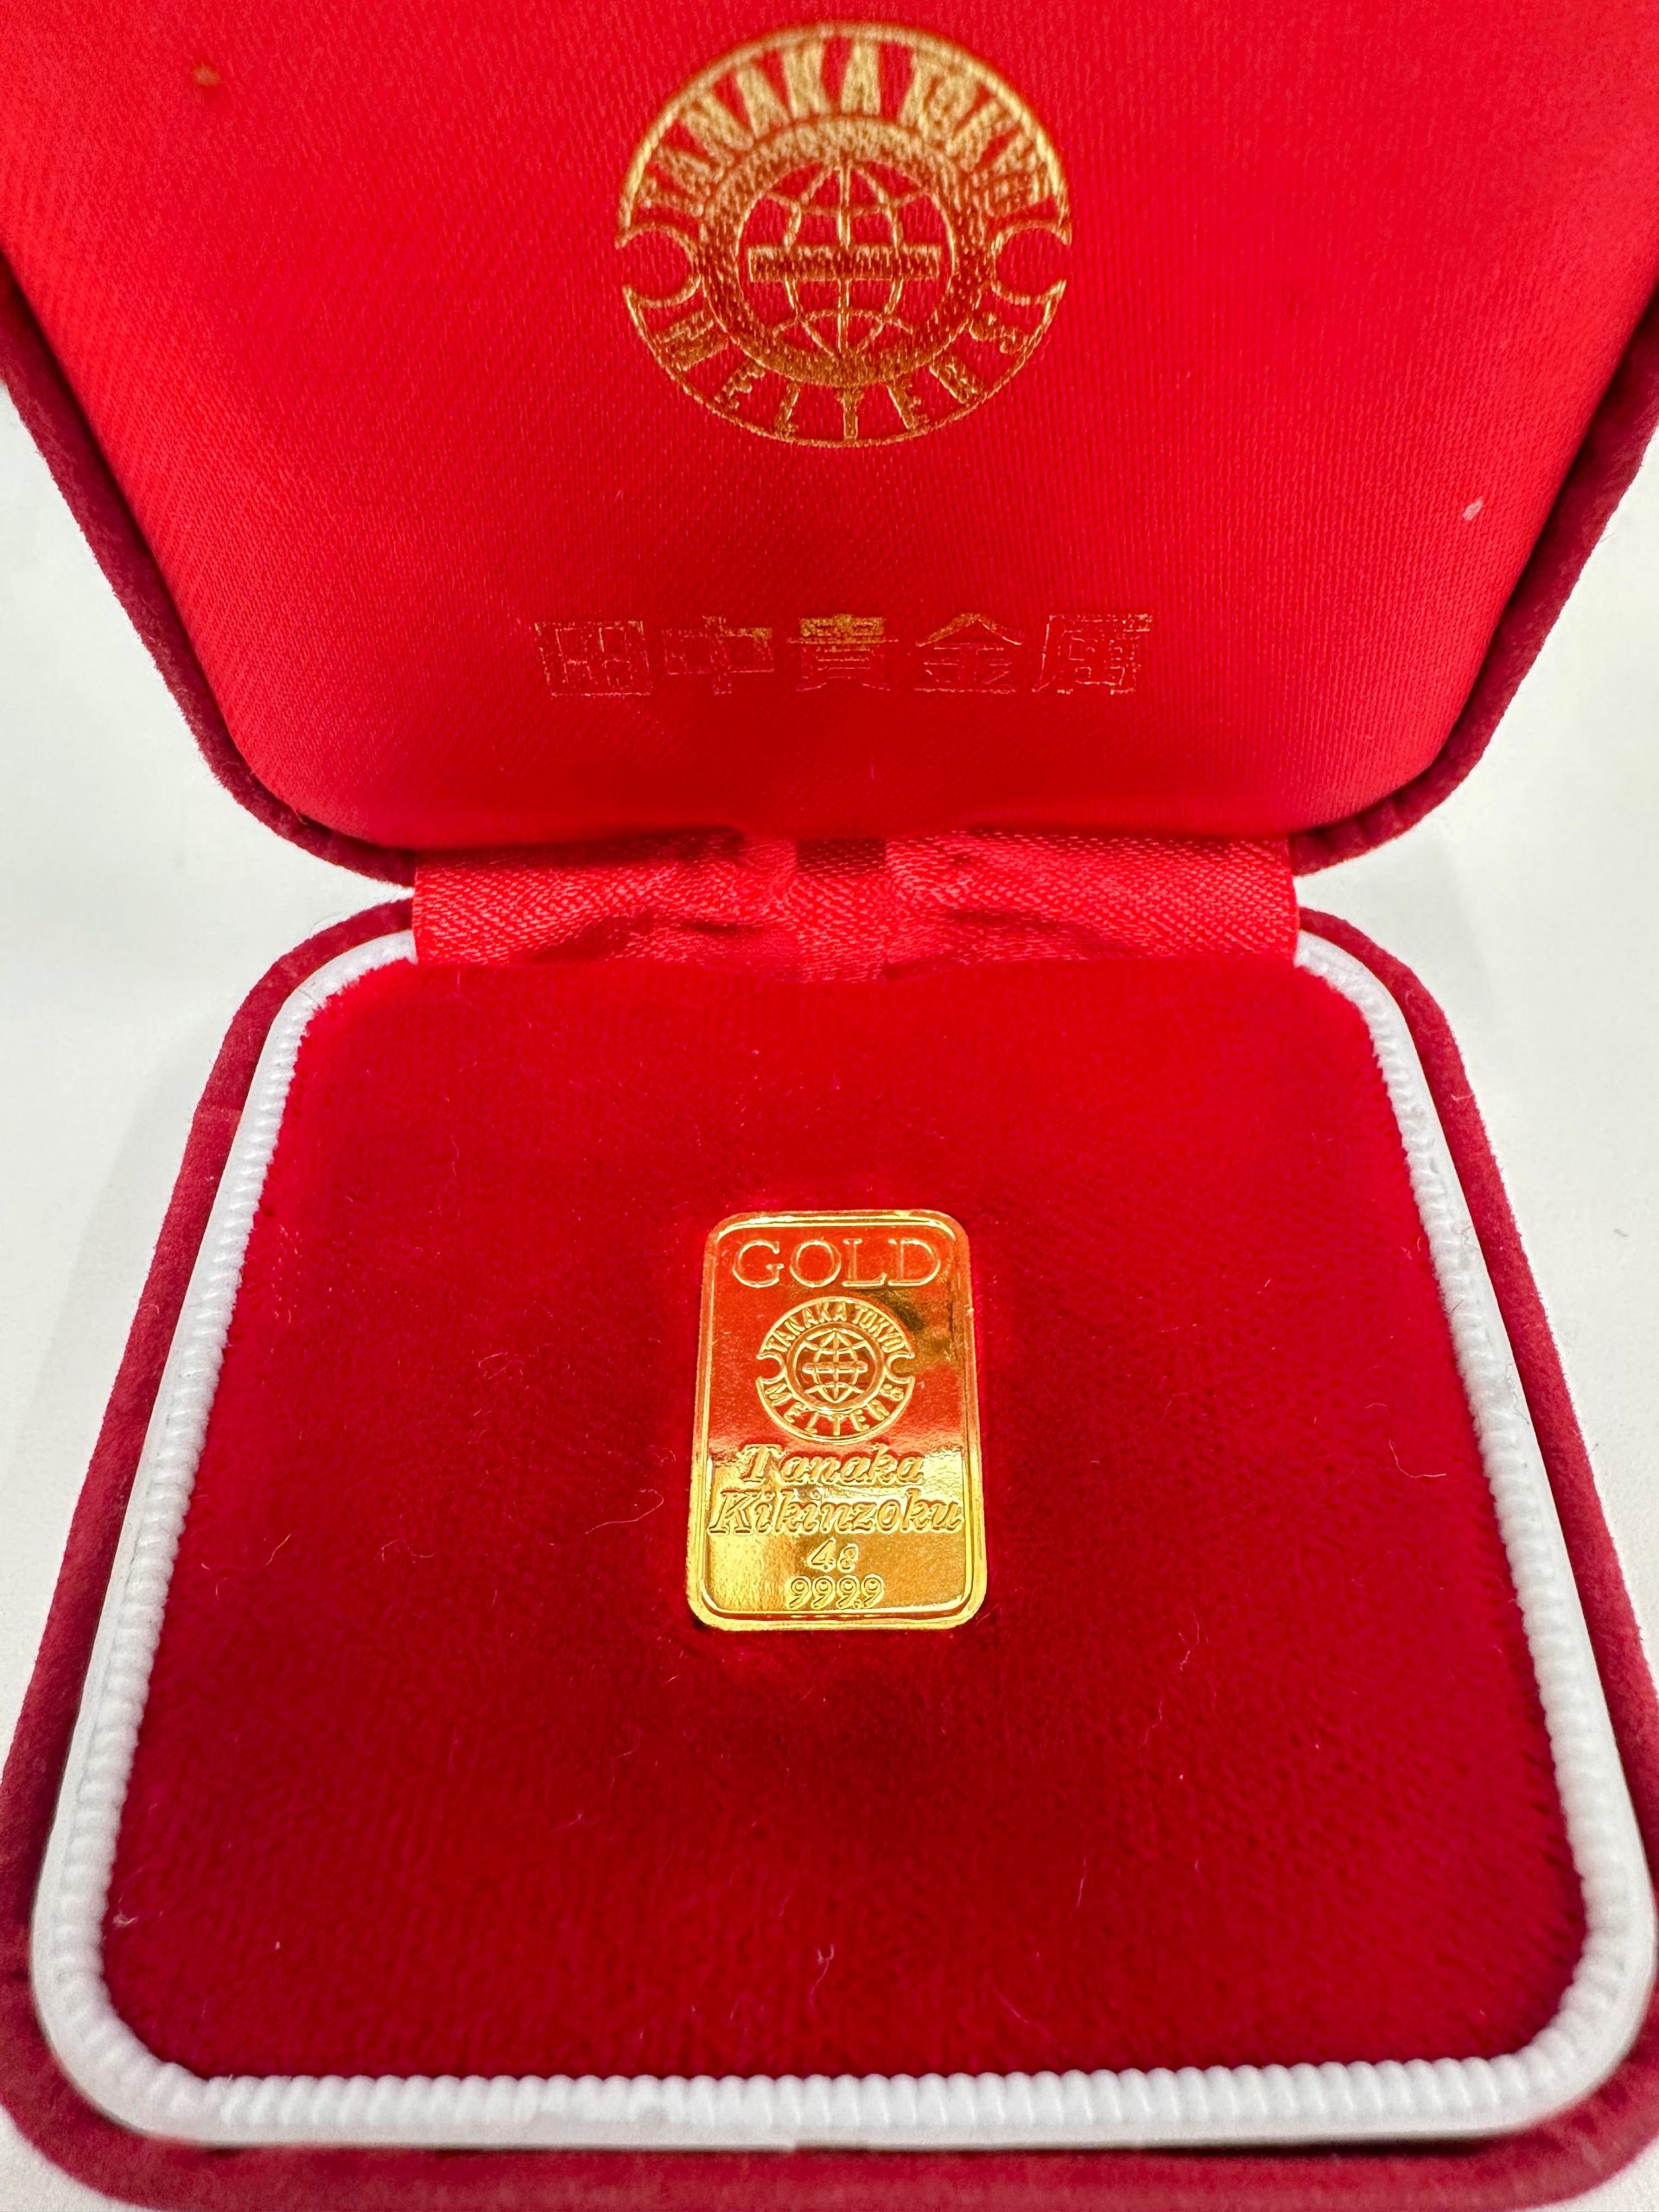 TANAKA TOKYO
MELTERS
田中貴金属
GOLD
TANAKA TOKYO
MELTERS
Tanaka
Kikinzoku
4g
999.9